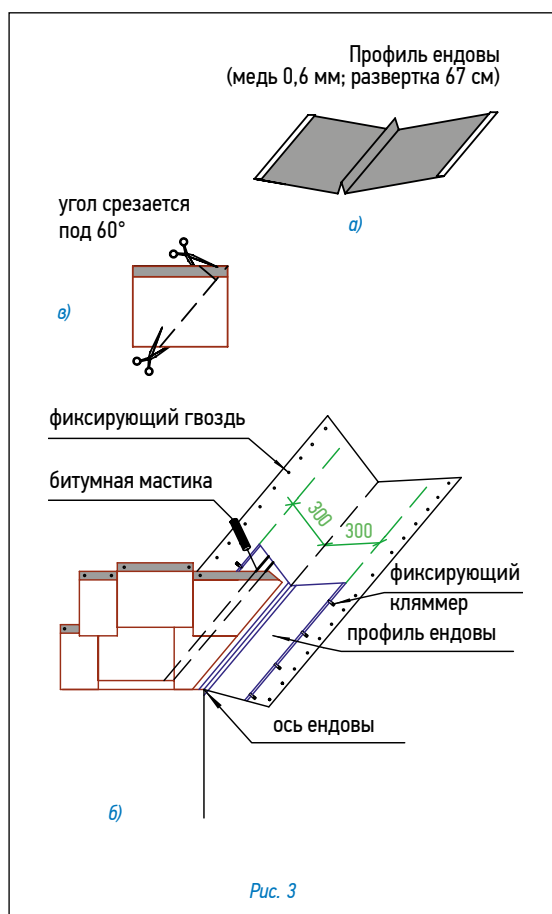 Профиль ендовы
(медь 0,6 мм; развертка 67 см)
а)
угол срезается
под 60°
в)
фиксирующий гвоздь
битумная мастика
300
300
фиксирующий
кляммер
профиль ендовы
ось ендовы
б)
Рис. 3